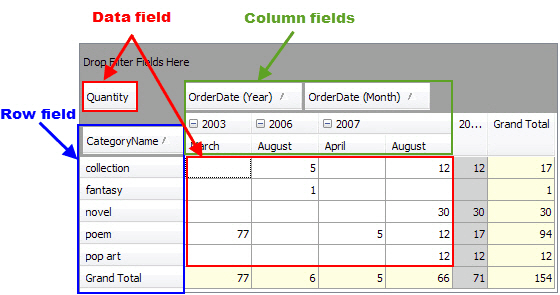 Data field
Column fields
Drop Filter Fields Here
Quantity
OrderDate (Year) OrderDate (Month)
Row field
2003 2006 2007 20... Grand Total
CategoryName
March August April August
collection 5 12 12 17
fantasy 1 1
novel 30 30 30
poem 77 5 12 17 94
pop art 12 12 12
Grand Total 77 6 5 66 71 154